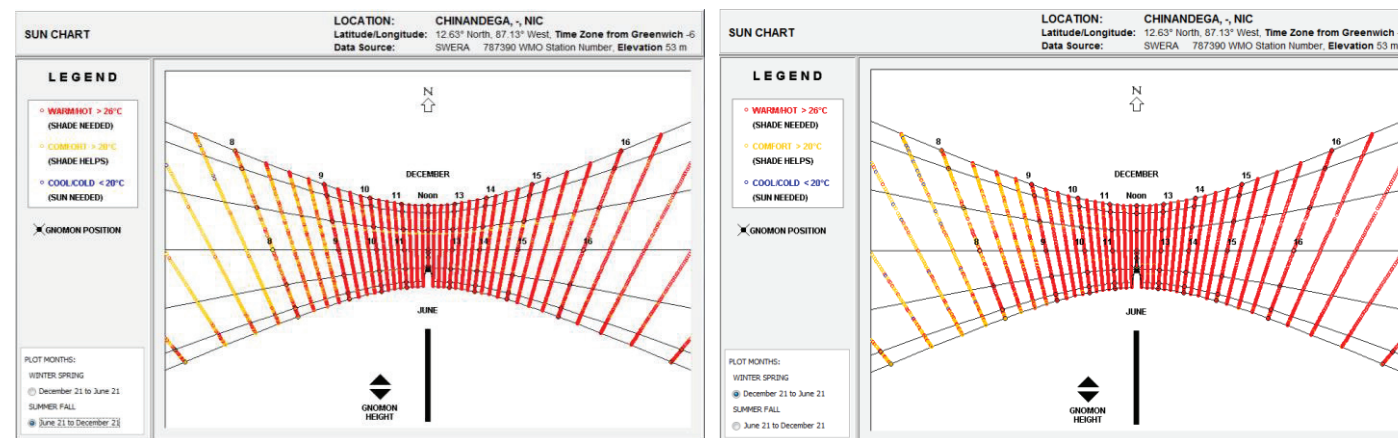 SUN CHART
LOCATION: CHINANDEGA, -, NIC
Latitude/Longitude: 12.63° North, 87.13° West, Time Zone from Greenwich -6
Data Source: SWERA 787390 WMO Station Number, Elevation 53 m
LEGEND
WARM/HOT > 26°C
(SHADE NEEDED)
COMFORT > 20°C
(SHADE HELPS)
COOL/COLD < 20°C
(SUN NEEDED)
GNOMON POSITION
PLOT MONTHS:
WINTER SPRING
December 21 to June 21
SUMMER FALL
June 21 to December 21
N
8 16
DECEMBER
9 15
10 11 Noon 13 14
8 9 10 11 13 14 15 16
JUNE
GNOMON
HEIGHT
SUN CHART
LOCATION: CHINANDEGA, -, NIC
Latitude/Longitude: 12.63° North, 87.13° West, Time Zone from Greenwich
Data Source: SWERA 787390 WMO Station Number, Elevation 53 m
LEGEND
WARM/HOT > 26°C
(SHADE NEEDED)
COMFORT > 20°C
(SHADE HELPS)
COOL/COLD < 20°C
(SUN NEEDED)
GNOMON POSITION
PLOT MONTHS:
WINTER SPRING
December 21 to June 21
SUMMER FALL
June 21 to December 21
N
8 16
DECEMBER
9 15
10 11 Noon 13 14
8 9 10 11 13 14 15 16
JUNE
GNOMON
HEIGHT